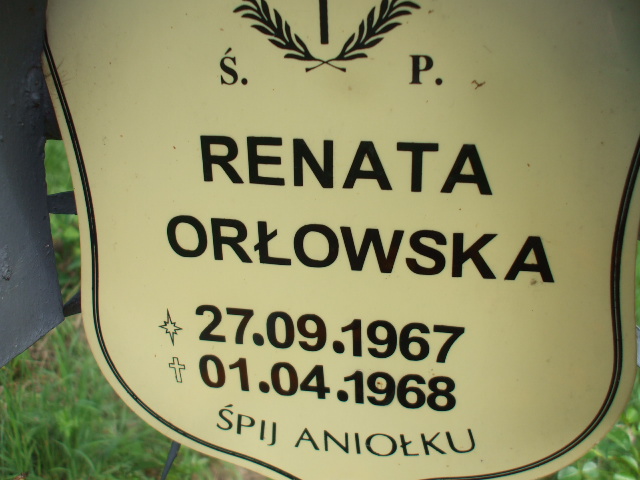 Ś. P.
RENATA
ORŁOWSKA
27.09.1967
01.04.1968
ŚPIJ ANIOŁKU